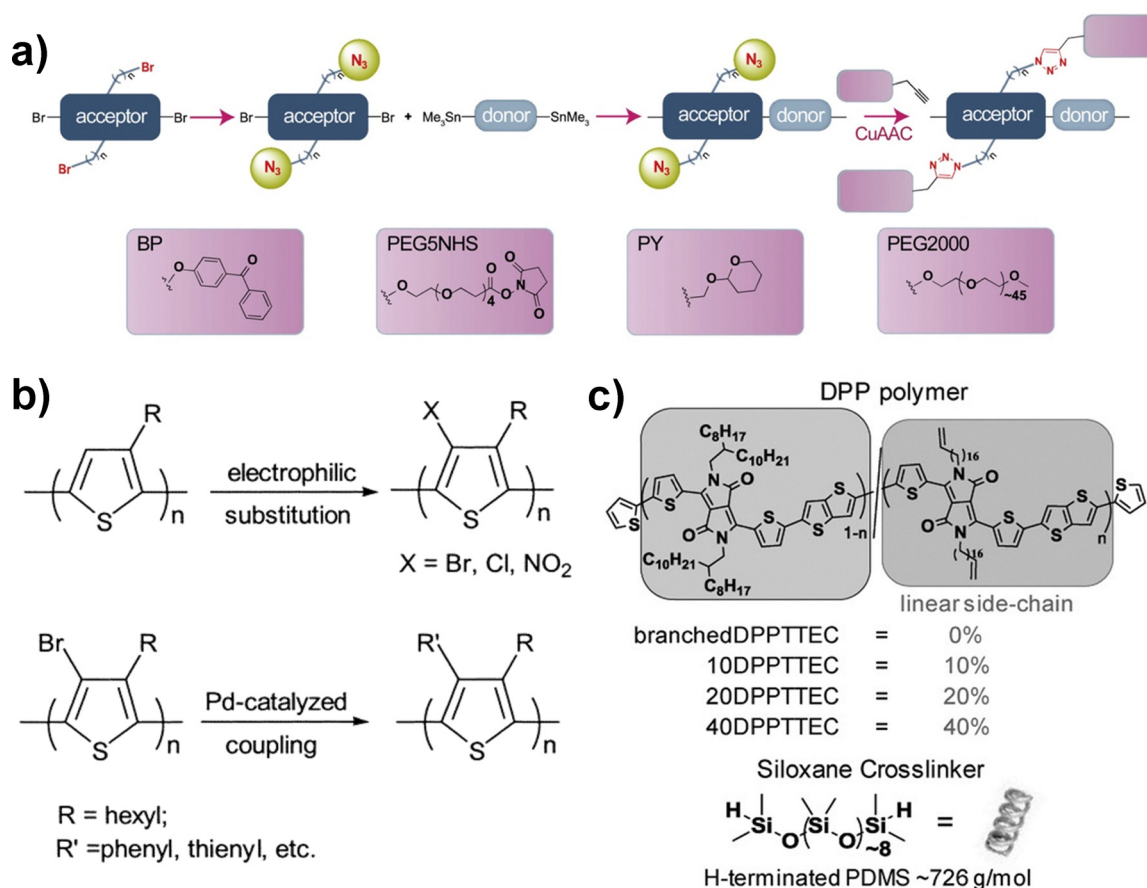 a)
Br
Br
acceptor
Br
Br
n
n
N3
Br
acceptor
Br
N3
n
n
+
Me3Sn
donor
SnMe3
N3
acceptor
donor
N3
n
n
CuAAC
N
N
N
acceptor
donor
N
N
N
n
n
BP
O
O
PEG5NHS
O
O
4
O
O
N
O
O
PY
O
O
PEG2000
O
O
O
~45
b)
R
S
n
electrophilic
substitution
X
R
S
n
X = Br, Cl, NO2
Br
R
S
n
Pd-catalyzed
coupling
R'
R
S
n
R = hexyl;
R' =phenyl, thienyl, etc.
c)
DPP polymer
C8H17
C10H21
N
O
S
S
S
S
S
O
N
1-n
C10H21
C8H17
16
N
O
S
S
S
S
S
O
N
n
16
linear side-chain
branchedDPPTTEC = 0%
10DPPTTEC = 10%
20DPPTTEC = 20%
40DPPTTEC = 40%
Siloxane Crosslinker
H
H
Si
O
Si
O
Si
~8
=
H-terminated PDMS ~726 g/mol